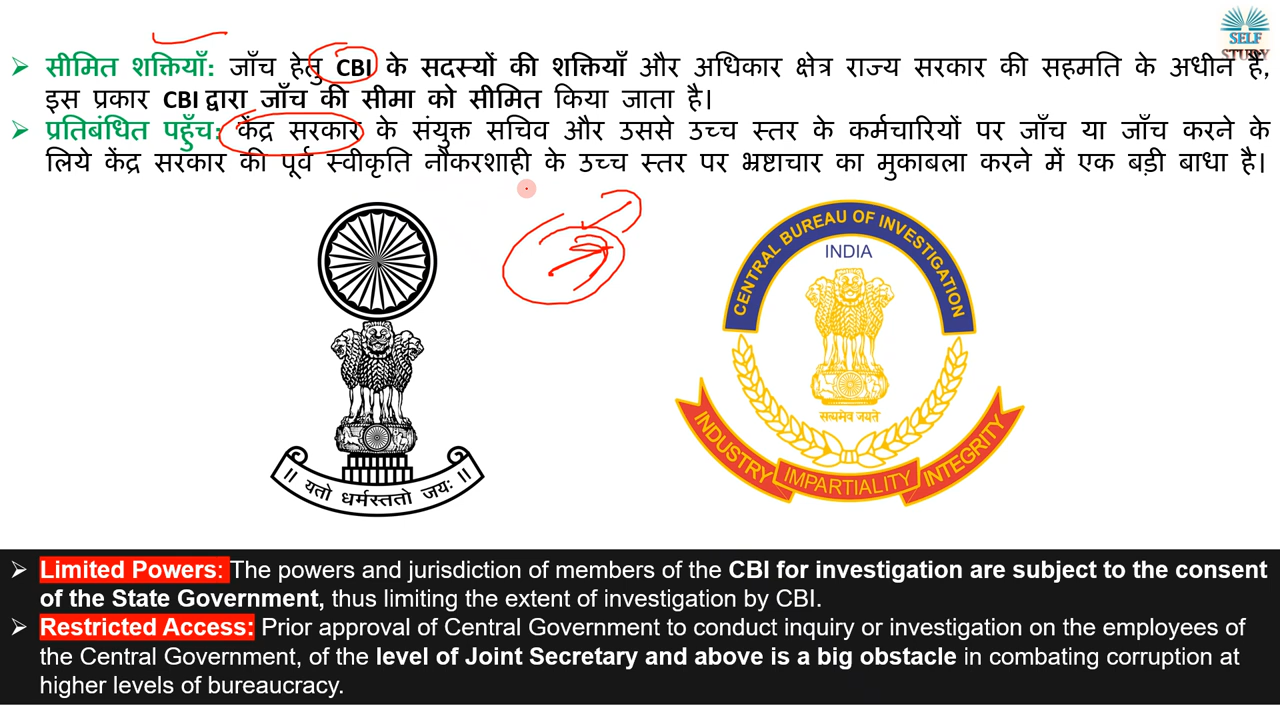 SELF
STUDY
➢ सीमित शक्तियाँ: जाँच हेतु CBI के सदस्यों की शक्तियाँ और अधिकार क्षेत्र राज्य सरकार की सहमति के अधीन है,
इस प्रकार CBI द्वारा जाँच की सीमा को सीमित किया जाता है।
➢ प्रतिबंधित पहुँच: केंद्र सरकार के संयुक्त सचिव और उससे उच्च स्तर के कर्मचारियों पर जाँच या जाँच करने के
लिये केंद्र सरकार की पूर्व स्वीकृति नौकरशाही के उच्च स्तर पर भ्रष्टाचार का मुकाबला करने में एक बड़ी बाधा है।
॥ यतो धर्मस्ततो जयः ॥
CENTRAL BUREAU OF INVESTIGATION
INDIA
सत्यमेव जयते
INDUSTRY IMPARTIALITY INTEGRITY
➢ Limited Powers: The powers and jurisdiction of members of the CBI for investigation are subject to the consent
of the State Government, thus limiting the extent of investigation by CBI.
➢ Restricted Access: Prior approval of Central Government to conduct inquiry or investigation on the employees of
the Central Government, of the level of Joint Secretary and above is a big obstacle in combating corruption at
higher levels of bureaucracy.